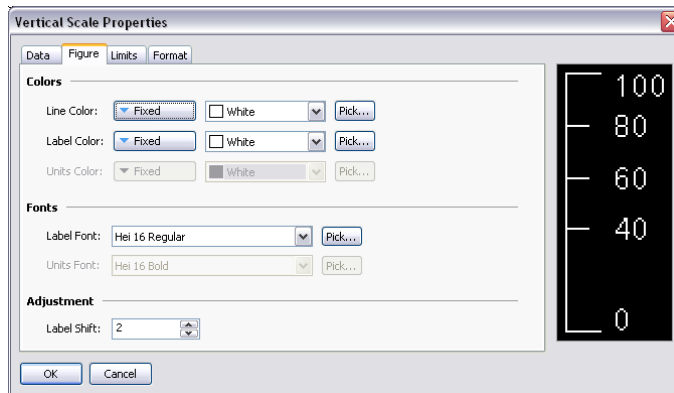 Vertical Scale Properties
Data Figure Limits Format
Colors
Line Color: Fixed White Pick...
Label Color: Fixed White Pick...
Units Color: Fixed White Pick...
Fonts
Label Font: Hei 16 Regular Pick...
Units Font: Hei 16 Bold Pick...
Adjustment
Label Shift: 2
OK Cancel
100
80
60
40
0